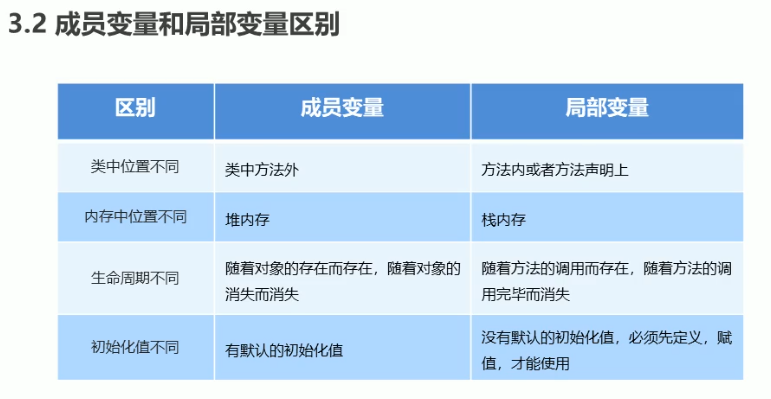 3.2 成员变量和局部变量区别
区别 成员变量 局部变量
类中位置不同 类中方法外 方法内或者方法声明上
内存中位置不同 堆内存 栈内存
生命周期不同 随着对象的存在而存在，随着对象的
消失而消失 随着方法的调用而存在，随着方法的调
用完毕而消失
初始化值不同 有默认的初始化值 没有默认的初始化值，必须先定义，赋
值，才能使用